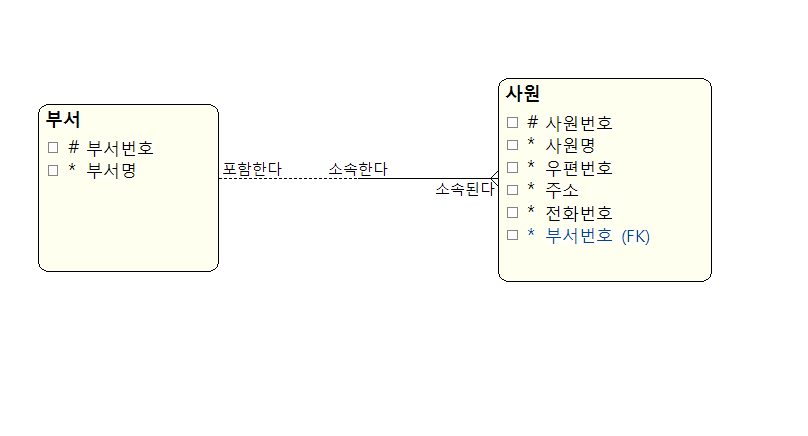 부서
# 부서번호
* 부서명
포함한다
소속한다
소속된다
사원
# 사원번호
* 사원명
* 우편번호
* 주소
* 전화번호
* 부서번호 (FK)